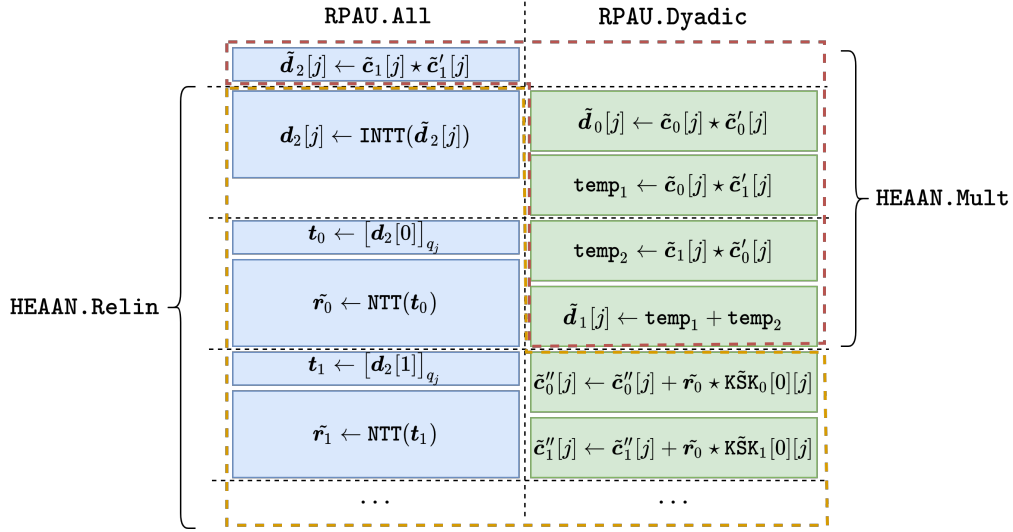 RPAU.All
RPAU.Dyadic
d̃₂[j] ← c̃₁[j] ⋆ c̃′₁[j]
d₂[j] ← INTT(d̃₂[j])
d̃₀[j] ← c̃₀[j] ⋆ c̃′₀[j]
temp₁ ← c̃₀[j] ⋆ c̃′₁[j]
HEAAN.Mult
t₀ ← [d₂[0]]_{q_j}
temp₂ ← c̃₁[j] ⋆ c̃′₀[j]
HEAAN.Relin
r̃₀ ← NTT(t₀)
d̃₁[j] ← temp₁ + temp₂
t₁ ← [d₂[1]]_{q_j}
c̃″₀[j] ← c̃″₀[j] + r̃₀ ⋆ KS̃K₀[0][j]
r̃₁ ← NTT(t₁)
c̃″₁[j] ← c̃″₁[j] + r̃₀ ⋆ KS̃K₁[0][j]
...
...